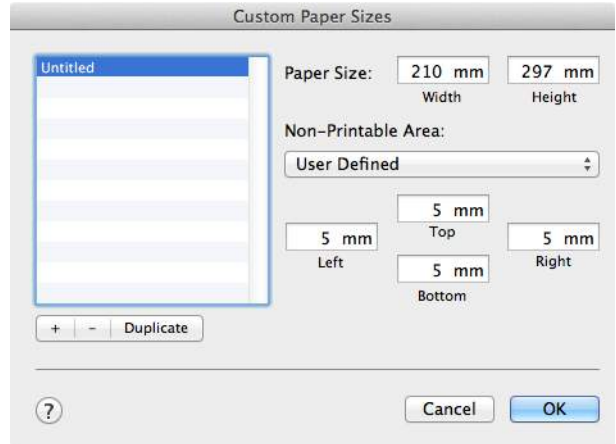 Custom Paper Sizes
Untitled
Paper Size: 210 mm 297 mm
Width Height
Non-Printable Area:
User Defined
5 mm
Top
5 mm 5 mm
Left Right
5 mm
Bottom
+ - Duplicate
? Cancel OK